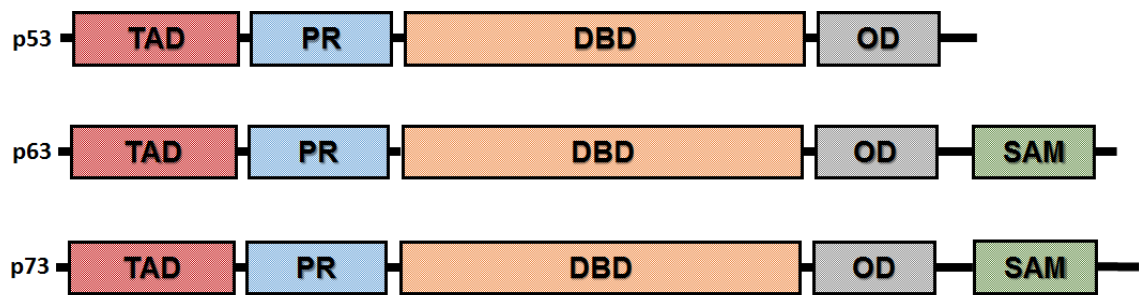 p53 TAD PR DBD OD
p63 TAD PR DBD OD SAM
p73 TAD PR DBD OD SAM